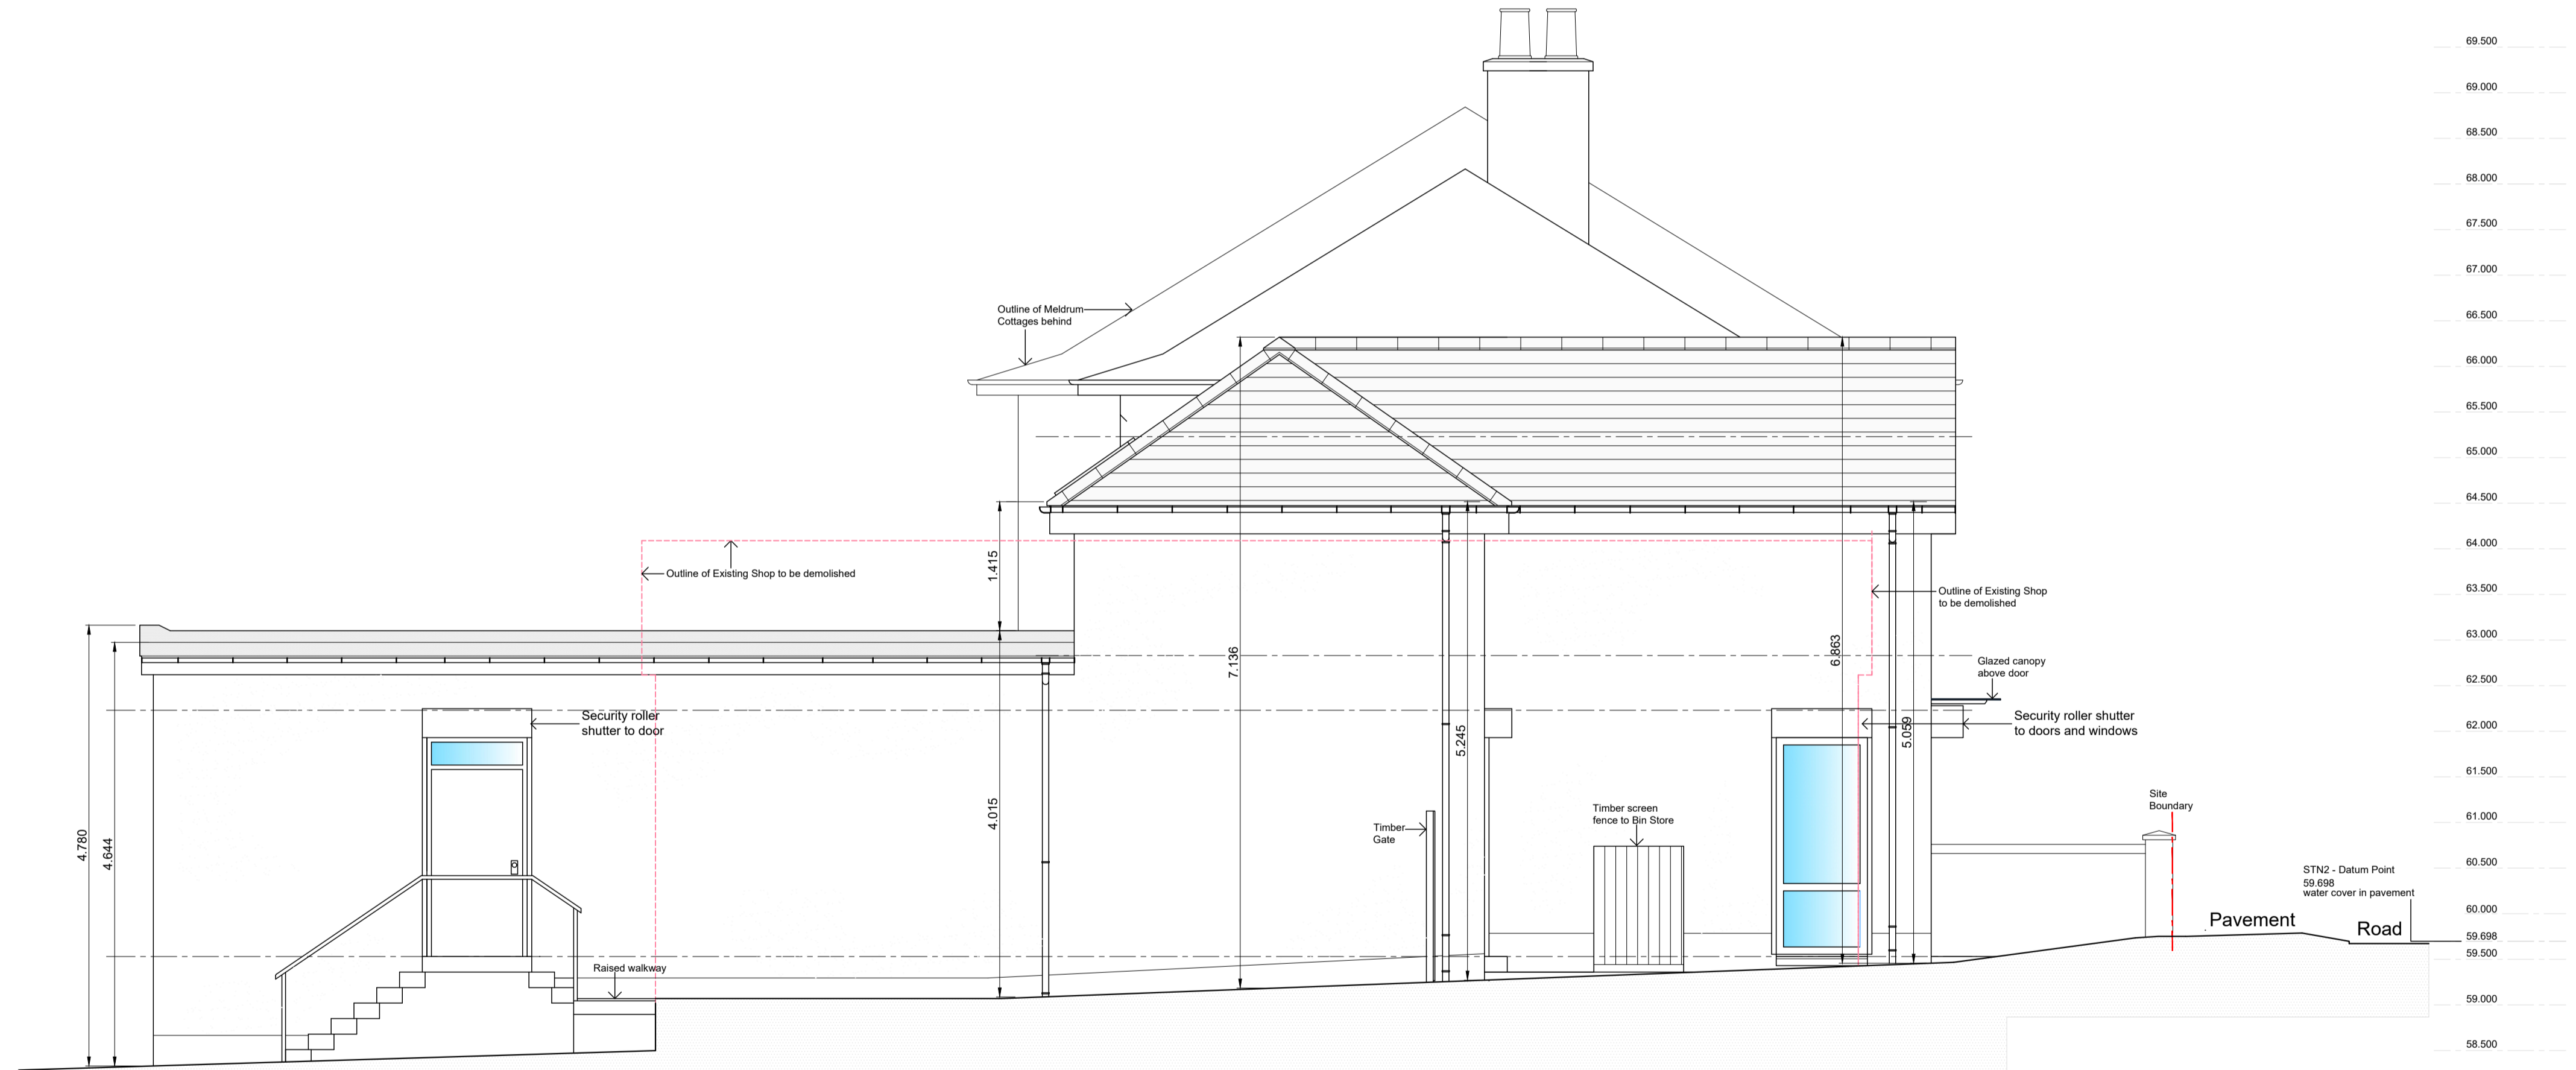 69.500
69.000
68.500
68.000
67.500
67.000
66.500
66.000
65.500
65.000
64.500
64.000
63.500
63.000
62.500
62.000
61.500
61.000
60.500
60.000
59.698
59.500
59.000
58.500
Outline of Meldrum
Cottages behind
1.415
Outline of Existing Shop to be demolished
Outline of Existing Shop
to be demolished
7.136
6.863
Glazed canopy
above door
Security roller
shutter to door
5.245
5.059
Security roller shutter
to doors and windows
4.780
4.644
4.015
Timber
Gate
Timber screen
fence to Bin Store
Site
Boundary
STN2 - Datum Point
59.698
water cover in pavement
Pavement
Road
Raised walkway